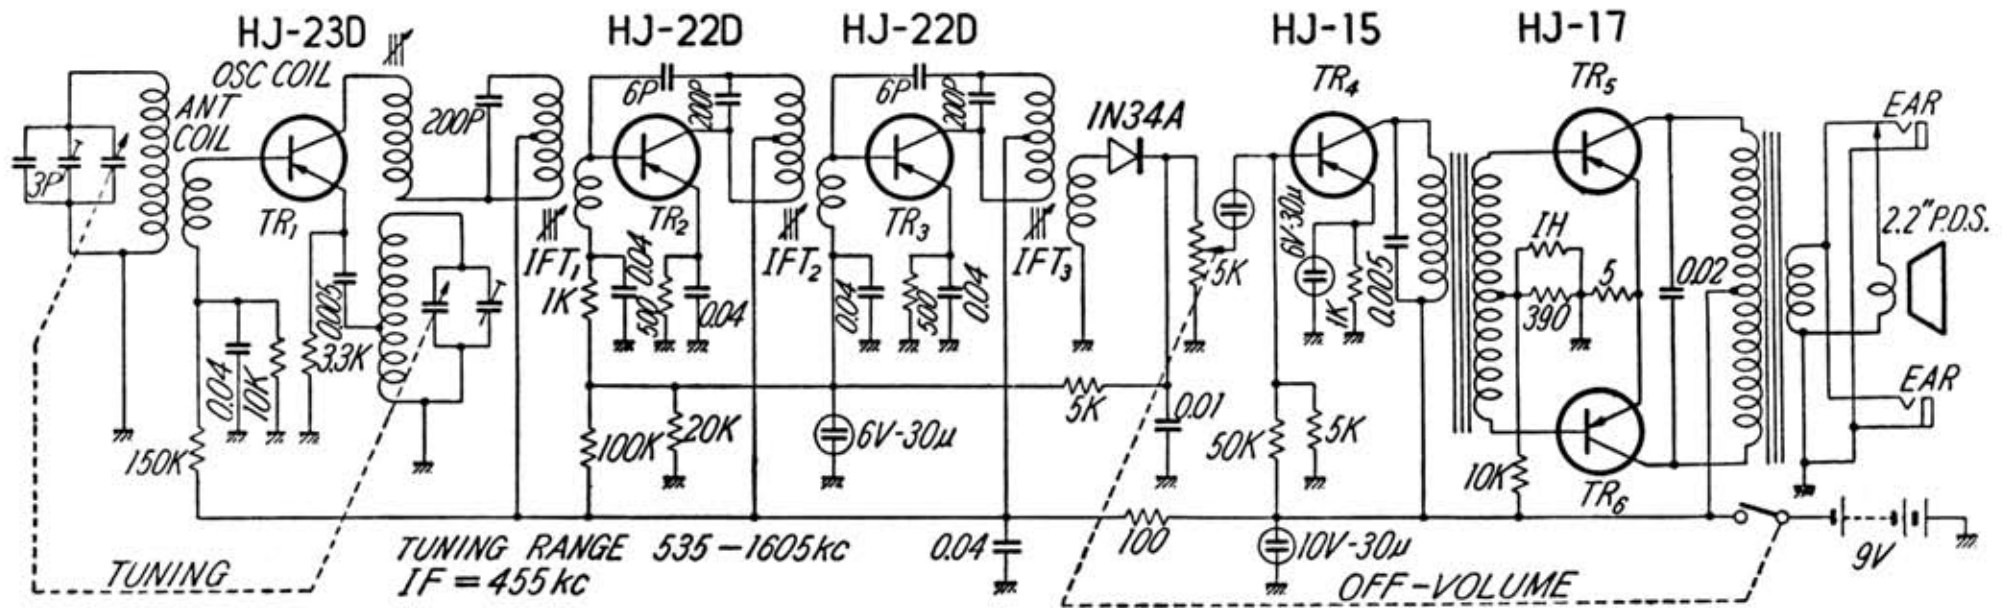 HJ-23D
HJ-22D
HJ-22D
HJ-15
HJ-17
OSC COIL
ANT COIL
3P
T
TR1
200P
6P
200P
TR2
IFT1
6P
200P
TR3
IFT2
1N34A
IFT3
TR4
TR5
EAR
2.2" P.D.S.
0.005
3.3K
T
0.04
10K
150K
1K
0.04
500
0.04
0.04
500
0.04
5K
6V-30μ
1K
0.005
1H
390
5
0.02
100K
20K
6V-30μ
5K
0.01
50K
5K
10K
TR6
EAR
TUNING
TUNING RANGE 535-1605kc
IF=455kc
0.04
100
10V-30μ
OFF-VOLUME
9V